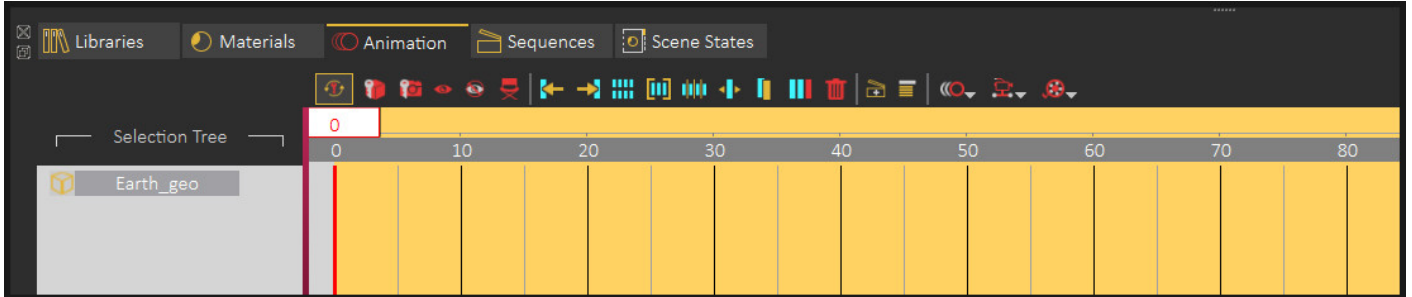 Libraries Materials Animation Sequences Scene States
Selection Tree
0
0 10 20 30 40 50 60 70 80
Earth_geo